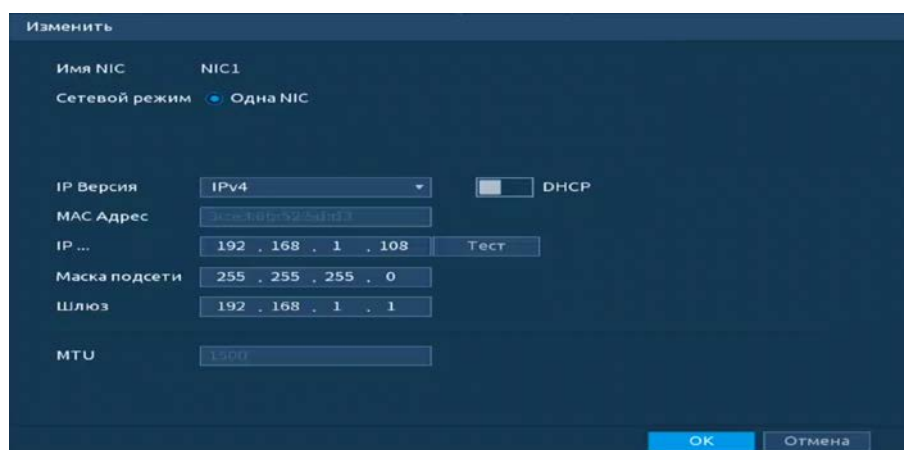 Изменить
Имя NIC NIC1
Сетевой режим Одна NIC
IP Версия IPv4 DHCP
MAC Адрес
IP ... 192 . 168 . 1 . 108 Тест
Маска подсети 255 . 255 . 255 . 0
Шлюз 192 . 168 . 1 . 1
MTU 1500
OK Отмена